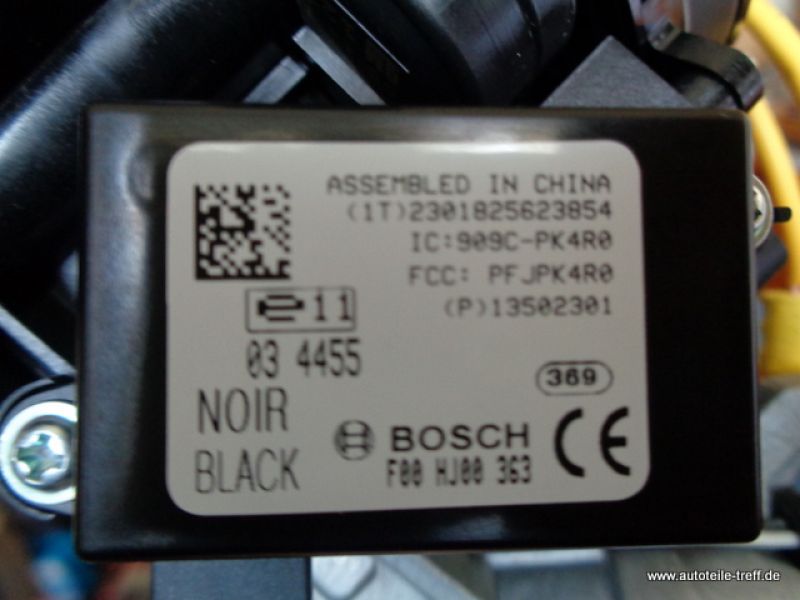 ASSEMBLED IN CHINA
(1T)2301825623854
IC:909C-PK4R0
FCC: PFJPK4R0
(P)13502301
e11
03 4455
369
NOIR
BLACK
BOSCH
F00 HJ00 363
CE
www.autoteile-treff.de